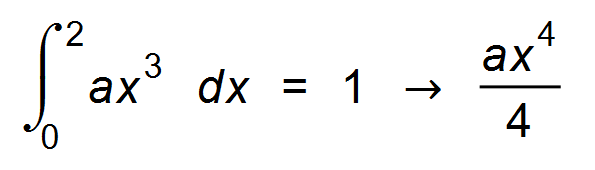 ∫₀² ax³ dx = 1 → ax⁴/4